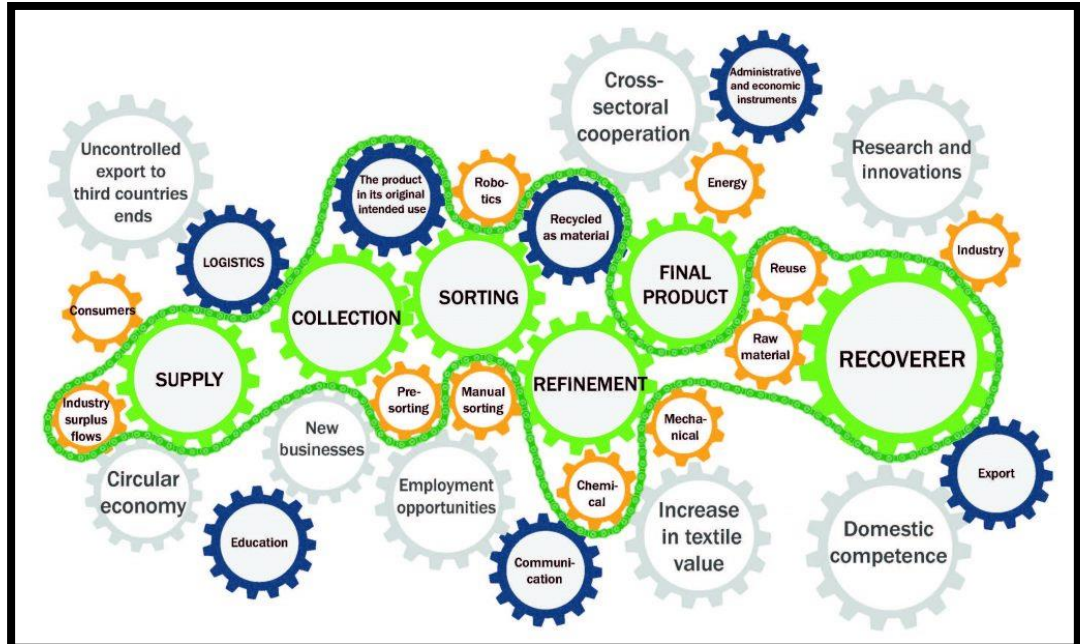 Cross-
sectoral
cooperation
Administrative
and economic
instruments
Uncontrolled
export to
third countries
ends
Research and
innovations
The product
in its original
intended use
Robo-
tics
Energy
Recycled
as material
LOGISTICS
Industry
Consumers
COLLECTION
SORTING
FINAL
PRODUCT
Reuse
SUPPLY
REFINEMENT
Raw
material
RECOVERER
Industry
surplus
flows
Pre-
sorting
Manual
sorting
Mecha-
nical
New
businesses
Circular
economy
Employment
opportunities
Chemi-
cal
Export
Increase
in textile
value
Domestic
competence
Education
Communi-
cation